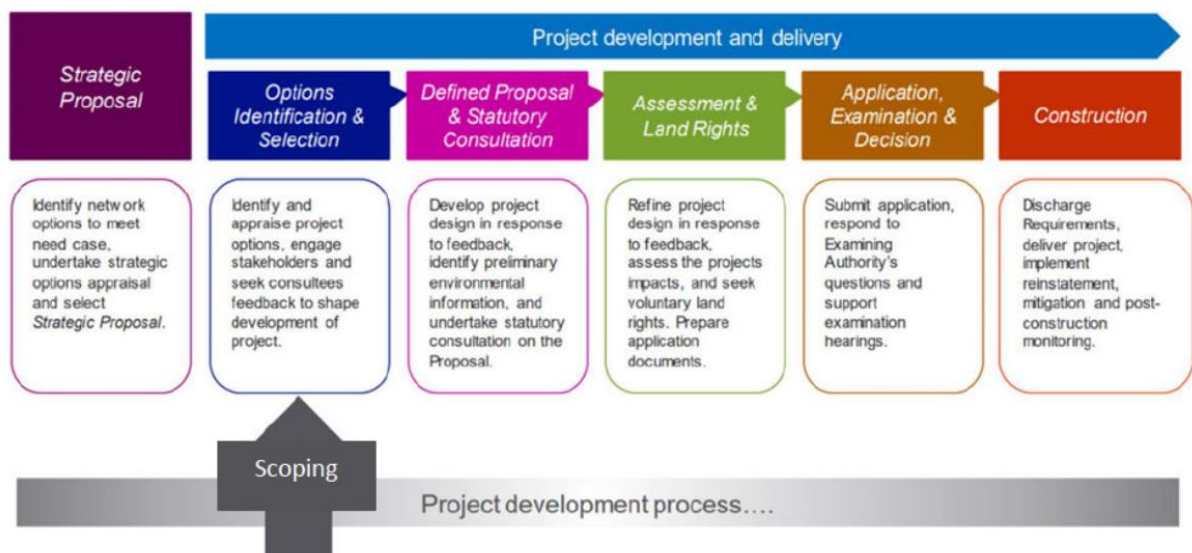 Project development and delivery
Strategic
Proposal
Options
Identification &
Selection
Defined Proposal
& Statutory
Consultation
Assessment &
Land Rights
Application,
Examination &
Decision
Construction
Identify network
options to meet
need case,
undertake strategic
options appraisal
and select
Strategic Proposal.
Identify and
appraise project
options, engage
stakeholders and
seek consultees
feedback to shape
development of
project.
Develop project
design in response
to feedback,
identify preliminary
environmental
information, and
undertake statutory
consultation on the
Proposal.
Refine project
design in response
to feedback,
assess the projects
impacts, and seek
voluntary land
rights. Prepare
application
documents.
Submit application,
respond to
Examining
Authority's
questions and
support
examination
hearings.
Discharge
Requirements,
deliver project,
implement
reinstatement,
mitigation and post-
construction
monitoring.
Scoping
Project development process....